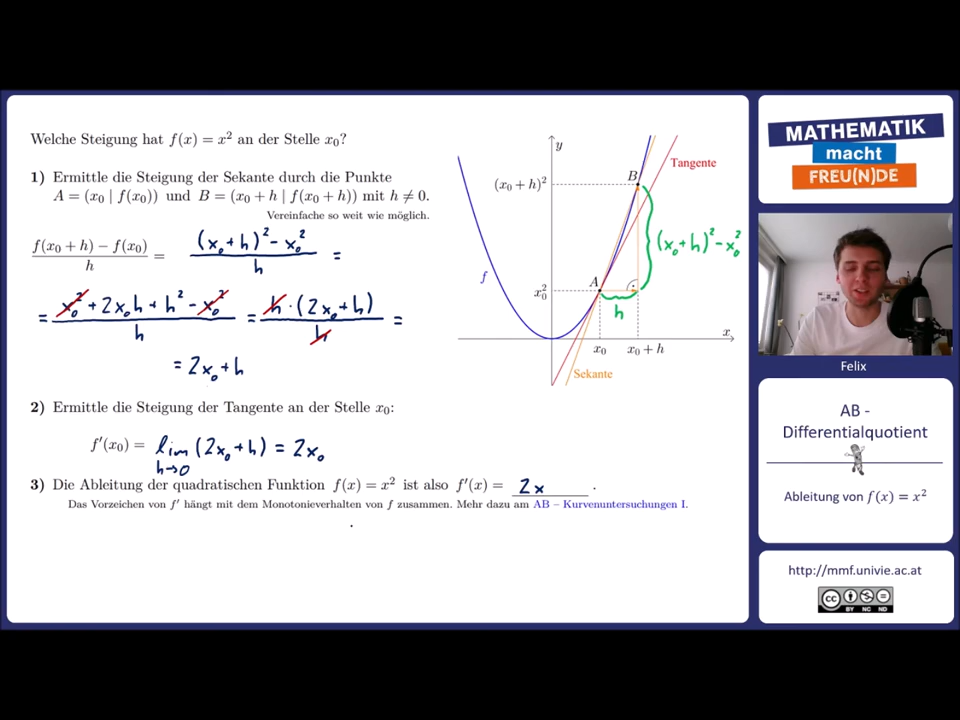 Welche Steigung hat f(x) = x² an der Stelle x₀?
1) Ermittle die Steigung der Sekante durch die Punkte
A = (x₀ | f(x₀)) und B = (x₀ + h | f(x₀ + h)) mit h ≠ 0.
Vereinfache so weit wie möglich.
(f(x₀ + h) − f(x₀))/h = ((x₀+h)² − x₀²)/h =
= (x₀² + 2x₀h + h² − x₀²)/h = (h · (2x₀+h))/h =
= 2x₀+h
2) Ermittle die Steigung der Tangente an der Stelle x₀:
f′(x₀) = lim h→0 (2x₀+h) = 2x₀
3) Die Ableitung der quadratischen Funktion f(x) = x² ist also f′(x) = 2x .
Das Vorzeichen von f′ hängt mit dem Monotonieverhalten von f zusammen. Mehr dazu am AB – Kurvenuntersuchungen I.
y
Tangente
(x₀ + h)²
B
(x₀+h)² − x₀²
f
A
x₀²
h
x
x₀
x₀ + h
Sekante
MATHEMATIK
macht
FREU(N)DE
Felix
AB -
Differentialquotient
Ableitung von f(x) = x²
http://mmf.univie.ac.at
cc
BY NC ND